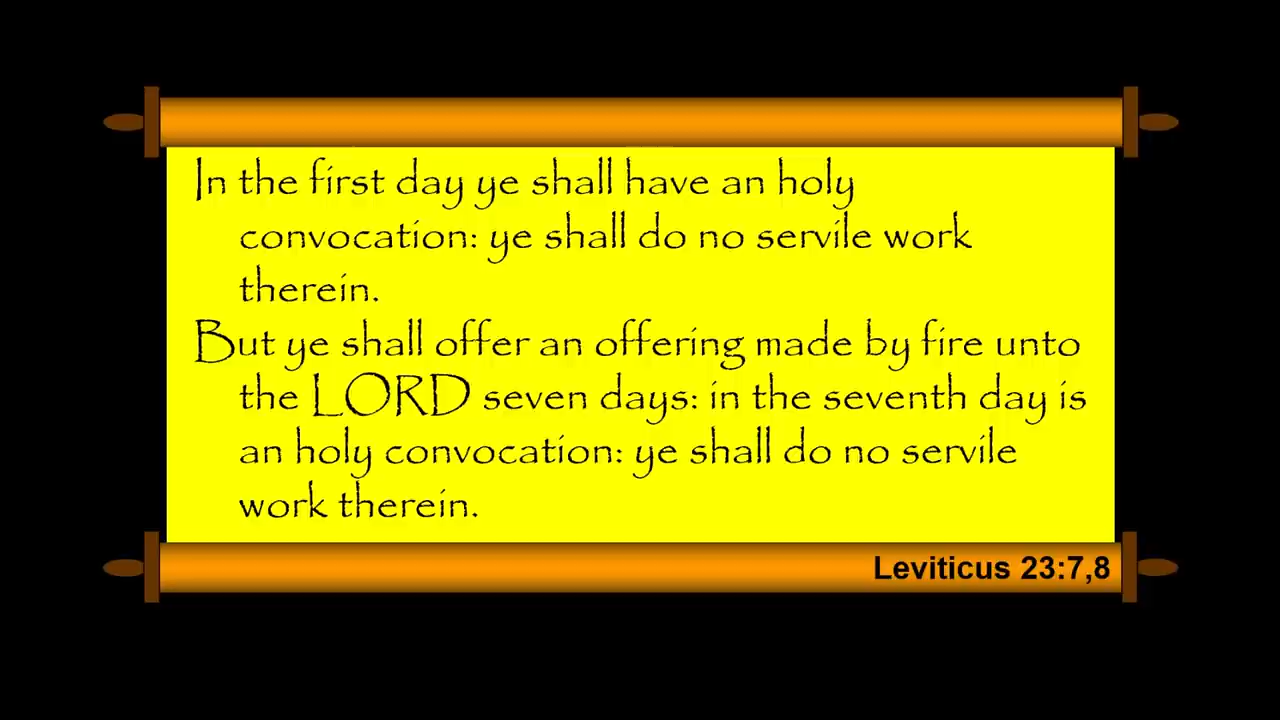 In the first day ye shall have an holy
convocation: ye shall do no servile work
therein.
But ye shall offer an offering made by fire unto
the LORD seven days: in the seventh day is
an holy convocation: ye shall do no servile
work therein.
Leviticus 23:7,8